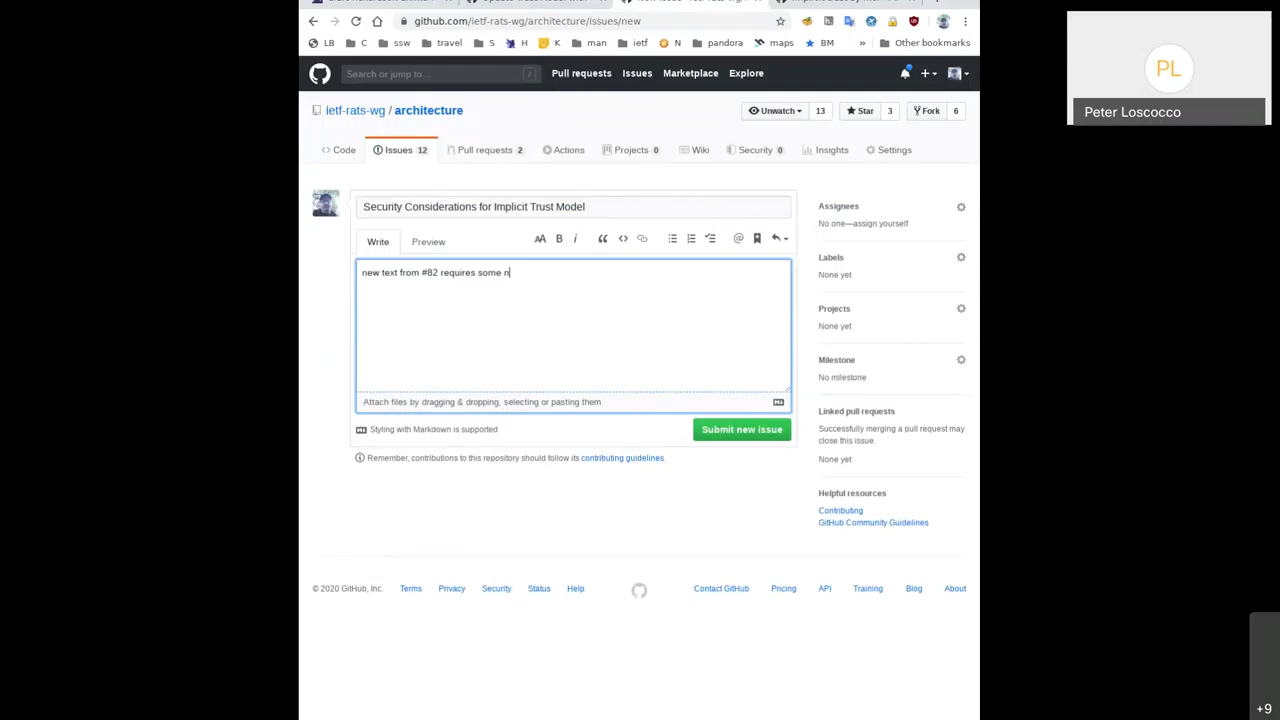 github.com/ietf-rats-wg/architecture/issues/new
LB C ssw travel S H K man ietf N pandora maps BM » Other bookmarks
Search or jump to... /
Pull requests Issues Marketplace Explore
ietf-rats-wg / architecture
Unwatch 13 Star 3 Fork 6
Code Issues 12 Pull requests 2 Actions Projects 0 Wiki Security 0 Insights Settings
Security Considerations for Implicit Trust Model
Write Preview
new text from #82 requires some n
Attach files by dragging & dropping, selecting or pasting them.
Styling with Markdown is supported
Submit new issue
Remember, contributions to this repository should follow its contributing guidelines.
Assignees
No one—assign yourself
Labels
None yet
Projects
None yet
Milestone
No milestone
Linked pull requests
Successfully merging a pull request may
close this issue.
None yet
Helpful resources
Contributing
GitHub Community Guidelines
© 2020 GitHub, Inc. Terms Privacy Security Status Help Contact GitHub Pricing API Training Blog About
PL
Peter Loscocco
+9